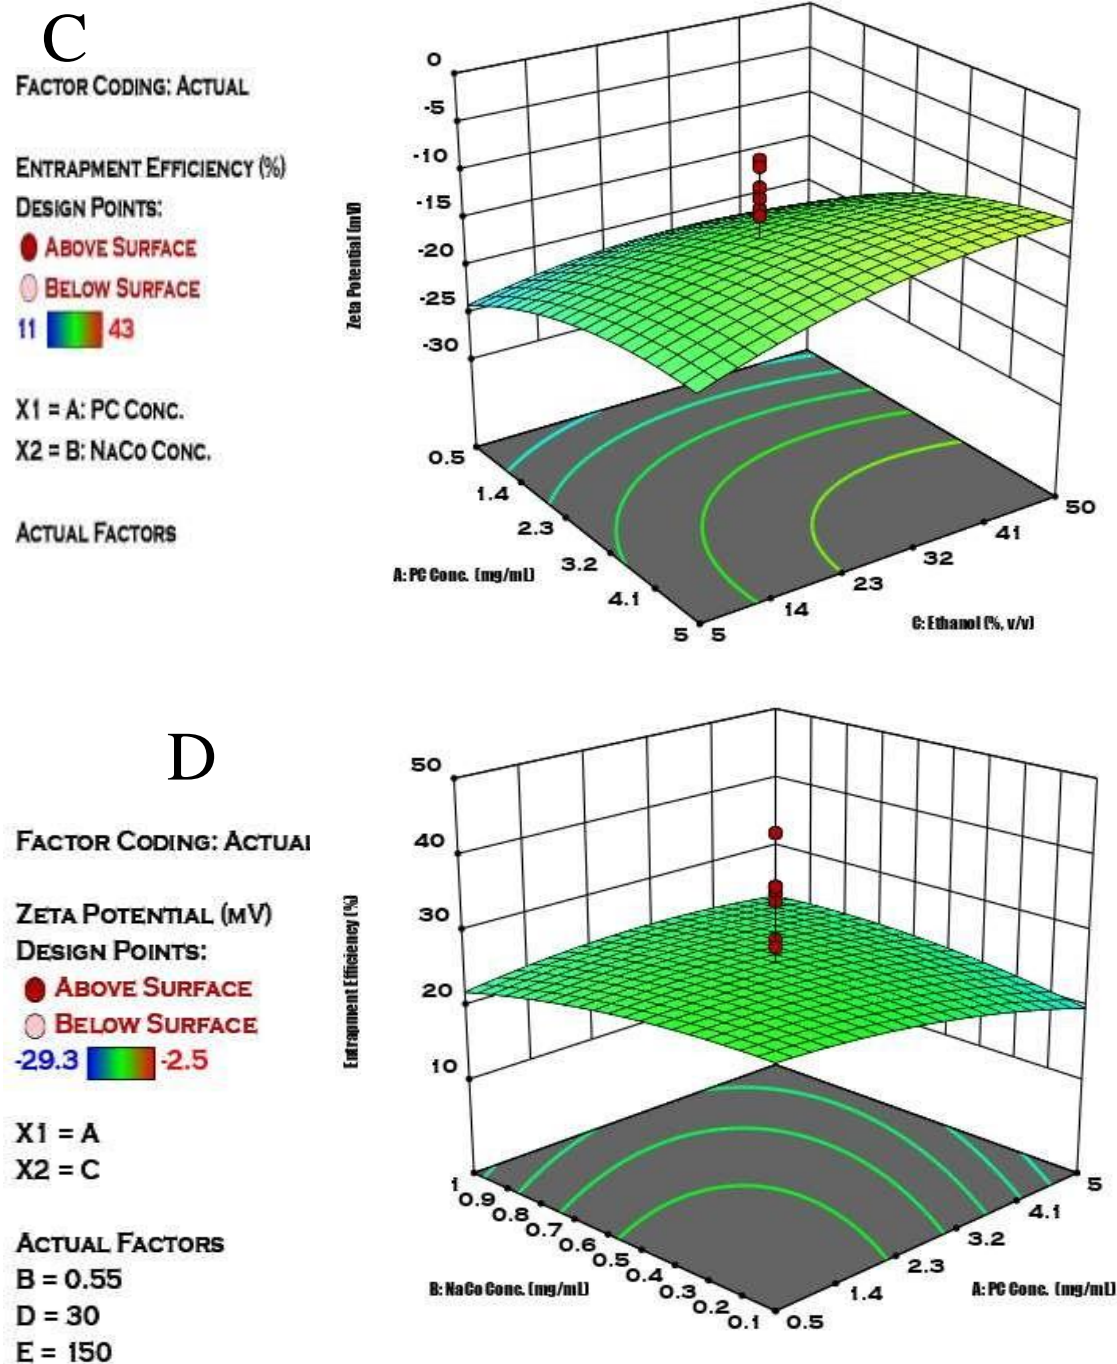 C
FACTOR CODING: ACTUAL
ENTRAPMENT EFFICIENCY (%)
DESIGN POINTS:
ABOVE SURFACE
BELOW SURFACE
11 43
X1 = A: PC CONC.
X2 = B: NACO CONC.
ACTUAL FACTORS
Zeta Potential (mV)
0
-5
-10
-15
-20
-25
-30
0.5
1.4
2.3
3.2
4.1
5
A: PC Conc. (mg/mL)
5
14
23
32
41
50
C: Ethanol (%, v/v)
D
FACTOR CODING: ACTUAL
ZETA POTENTIAL (MV)
DESIGN POINTS:
ABOVE SURFACE
BELOW SURFACE
-29.3 -2.5
X1 = A
X2 = C
ACTUAL FACTORS
B = 0.55
D = 30
E = 150
Entrapment Efficiency (%)
50
40
30
20
10
1
0.9
0.8
0.7
0.6
0.5
0.4
0.3
0.2
0.1
B: NaCo Conc. (mg/mL)
0.5
1.4
2.3
3.2
4.1
5
A: PC Conc. (mg/mL)